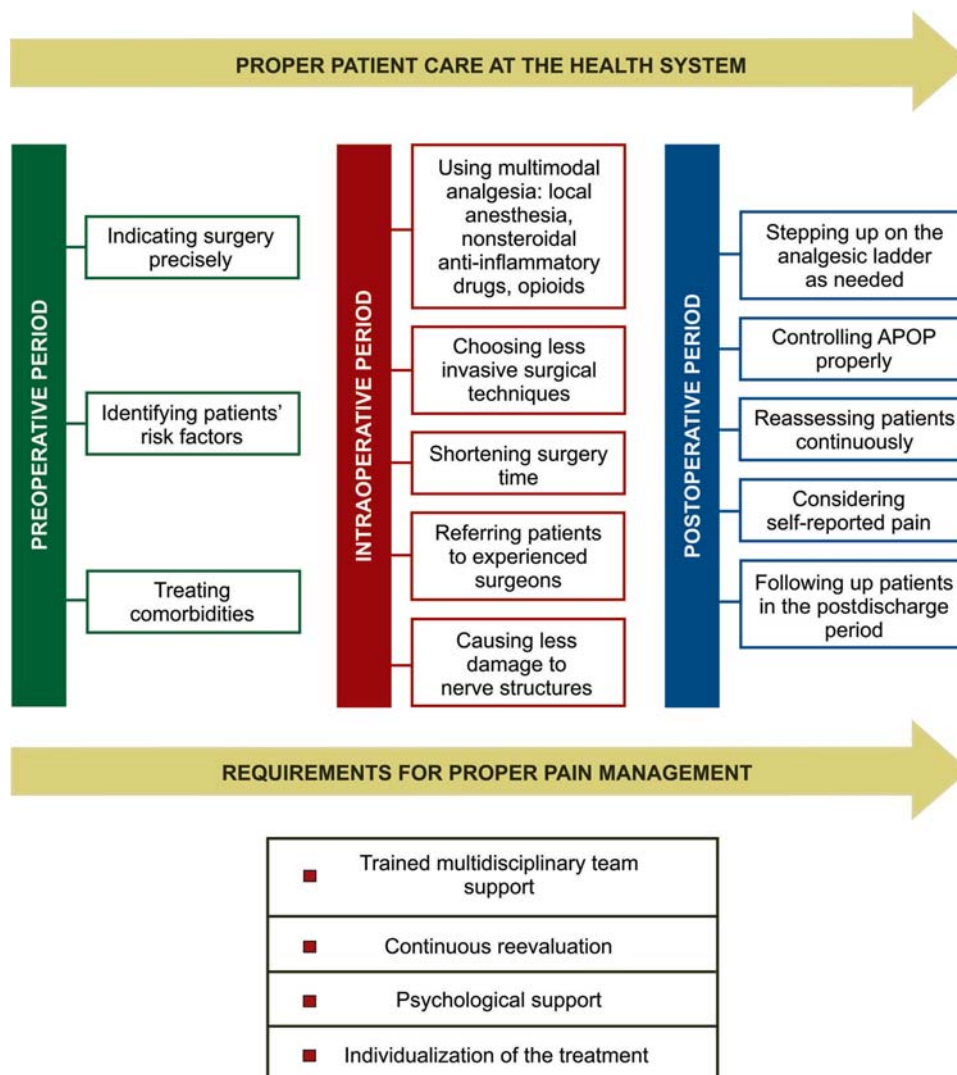 PROPER PATIENT CARE AT THE HEALTH SYSTEM
PREOPERATIVE PERIOD
Indicating surgery
precisely
Identifying patients’
risk factors
Treating
comorbidities
INTRAOPERATIVE PERIOD
Using multimodal
analgesia: local
anesthesia,
nonsteroidal
anti-inflammatory
drugs, opioids
Choosing less
invasive surgical
techniques
Shortening surgery
time
Referring patients
to experienced
surgeons
Causing less
damage to
nerve structures
POSTOPERATIVE PERIOD
Stepping up on the
analgesic ladder
as needed
Controlling APOP
properly
Reassessing patients
continuously
Considering
self-reported pain
Following up patients
in the postdischarge
period
REQUIREMENTS FOR PROPER PAIN MANAGEMENT
Trained multidisciplinary team
support
Continuous reevaluation
Psychological support
Individualization of the treatment